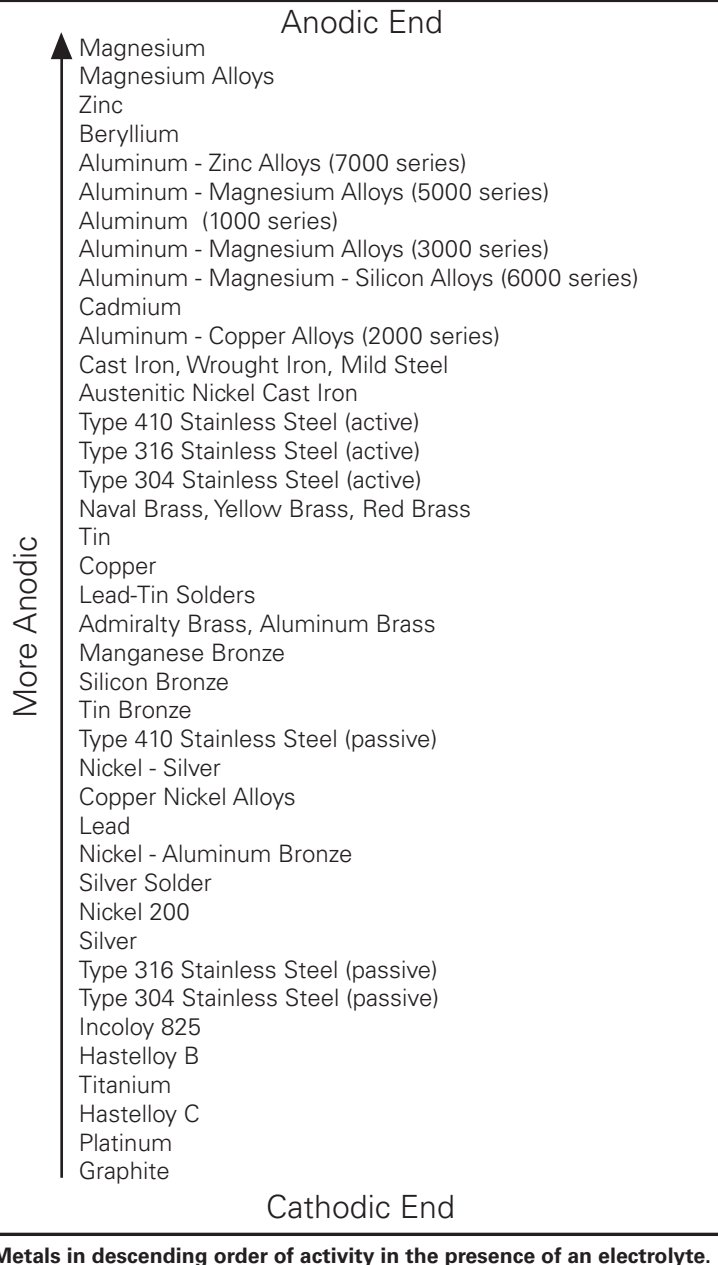 Anodic End
Magnesium
Magnesium Alloys
Zinc
Beryllium
Aluminum - Zinc Alloys (7000 series)
Aluminum - Magnesium Alloys (5000 series)
Aluminum (1000 series)
Aluminum - Magnesium Alloys (3000 series)
Aluminum - Magnesium - Silicon Alloys (6000 series)
Cadmium
Aluminum - Copper Alloys (2000 series)
Cast Iron, Wrought Iron, Mild Steel
Austenitic Nickel Cast Iron
Type 410 Stainless Steel (active)
Type 316 Stainless Steel (active)
Type 304 Stainless Steel (active)
Naval Brass, Yellow Brass, Red Brass
Tin
Copper
Lead-Tin Solders
Admiralty Brass, Aluminum Brass
Manganese Bronze
Silicon Bronze
Tin Bronze
Type 410 Stainless Steel (passive)
Nickel - Silver
Copper Nickel Alloys
Lead
Nickel - Aluminum Bronze
Silver Solder
Nickel 200
Silver
Type 316 Stainless Steel (passive)
Type 304 Stainless Steel (passive)
Incoloy 825
Hastelloy B
Titanium
Hastelloy C
Platinum
Graphite
More Anodic
Cathodic End
Metals in descending order of activity in the presence of an electrolyte.